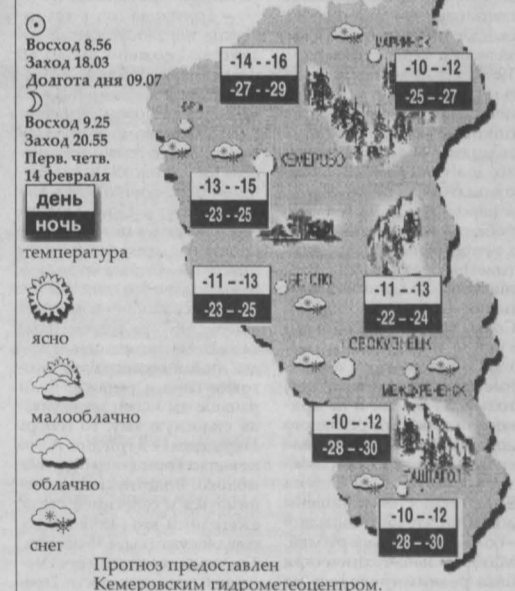 Восход 8.56
Заход 18.03
Долгота дня 09.07
Восход 9.25
Заход 20.55
Перв. четв.
14 февраля
день
ночь
температура
ясно
малооблачно
облачно
снег
-14 - -16
-27 - -29
-10 – -12
-25 – -27
КЕМЕРОВО
-13 - -15
-23 - -25
-11 – -13
-23 – -25
-11 – -13
-22 – -24
-10 – -12
-28 – -30
-10 – -12
-28 – -30
Прогноз предоставлен
Кемеровским гидрометеоцентром.